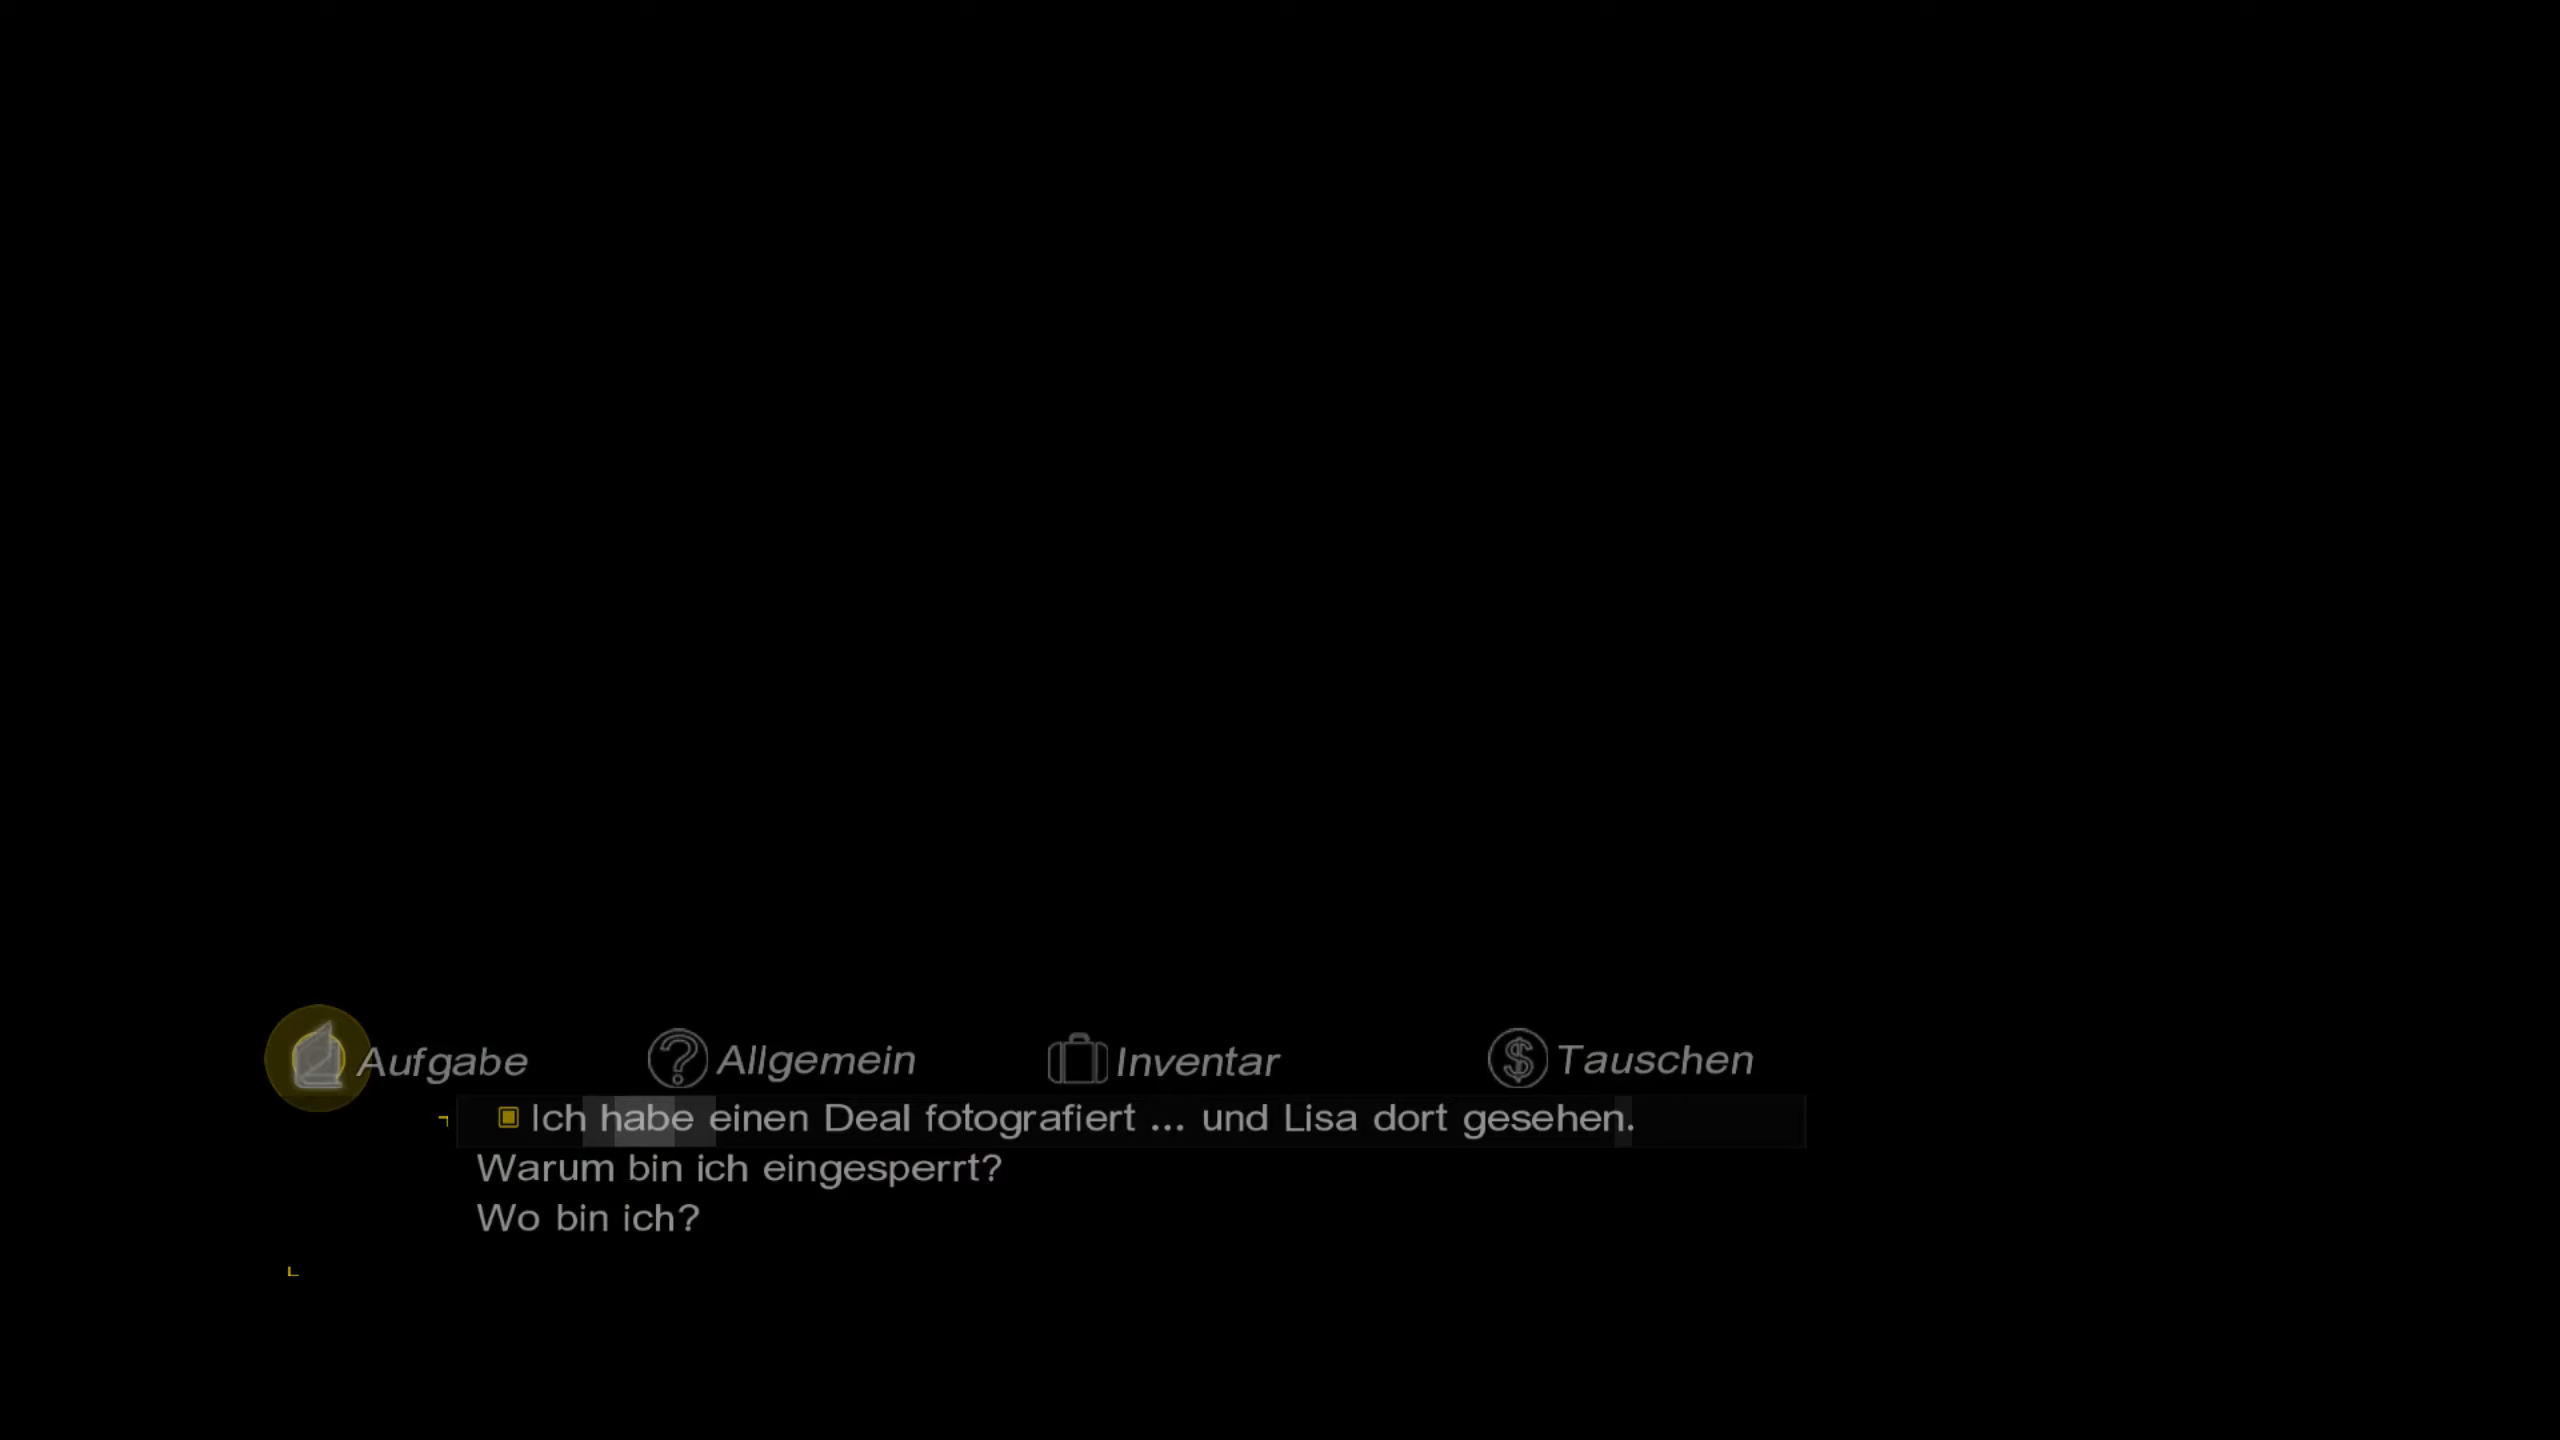 Aufgabe Allgemein Inventar Tauschen
Ich habe einen Deal fotografiert ... und Lisa dort gesehen.
Warum bin ich eingesperrt?
Wo bin ich?